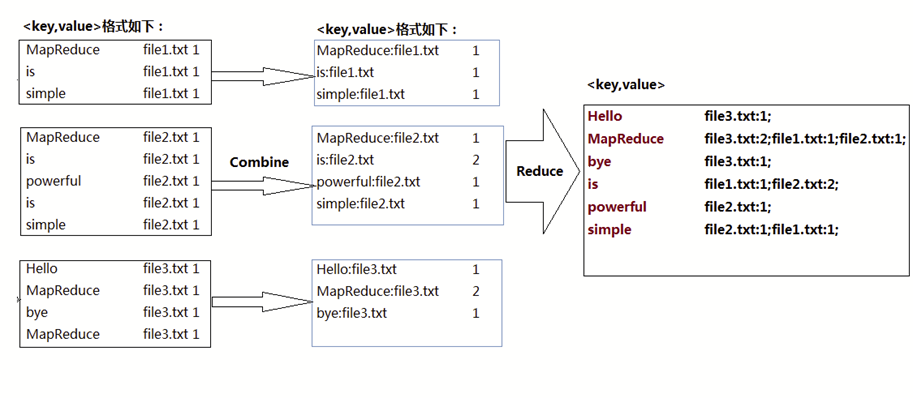 <key,value>格式如下：
MapReduce file1.txt 1
is file1.txt 1
simple file1.txt 1
MapReduce file2.txt 1
is file2.txt 1
powerful file2.txt 1
is file2.txt 1
simple file2.txt 1
Hello file3.txt 1
MapReduce file3.txt 1
bye file3.txt 1
MapReduce file3.txt 1
Combine
<key,value>格式如下：
MapReduce:file1.txt 1
is:file1.txt 1
simple:file1.txt 1
MapReduce:file2.txt 1
is:file2.txt 2
powerful:file2.txt 1
simple:file2.txt 1
Hello:file3.txt 1
MapReduce:file3.txt 2
bye:file3.txt 1
Reduce
<key,value>
Hello file3.txt:1;
MapReduce file3.txt:2;file1.txt:1;file2.txt:1;
bye file3.txt:1;
is file1.txt:1;file2.txt:2;
powerful file2.txt:1;
simple file2.txt:1;file1.txt:1;